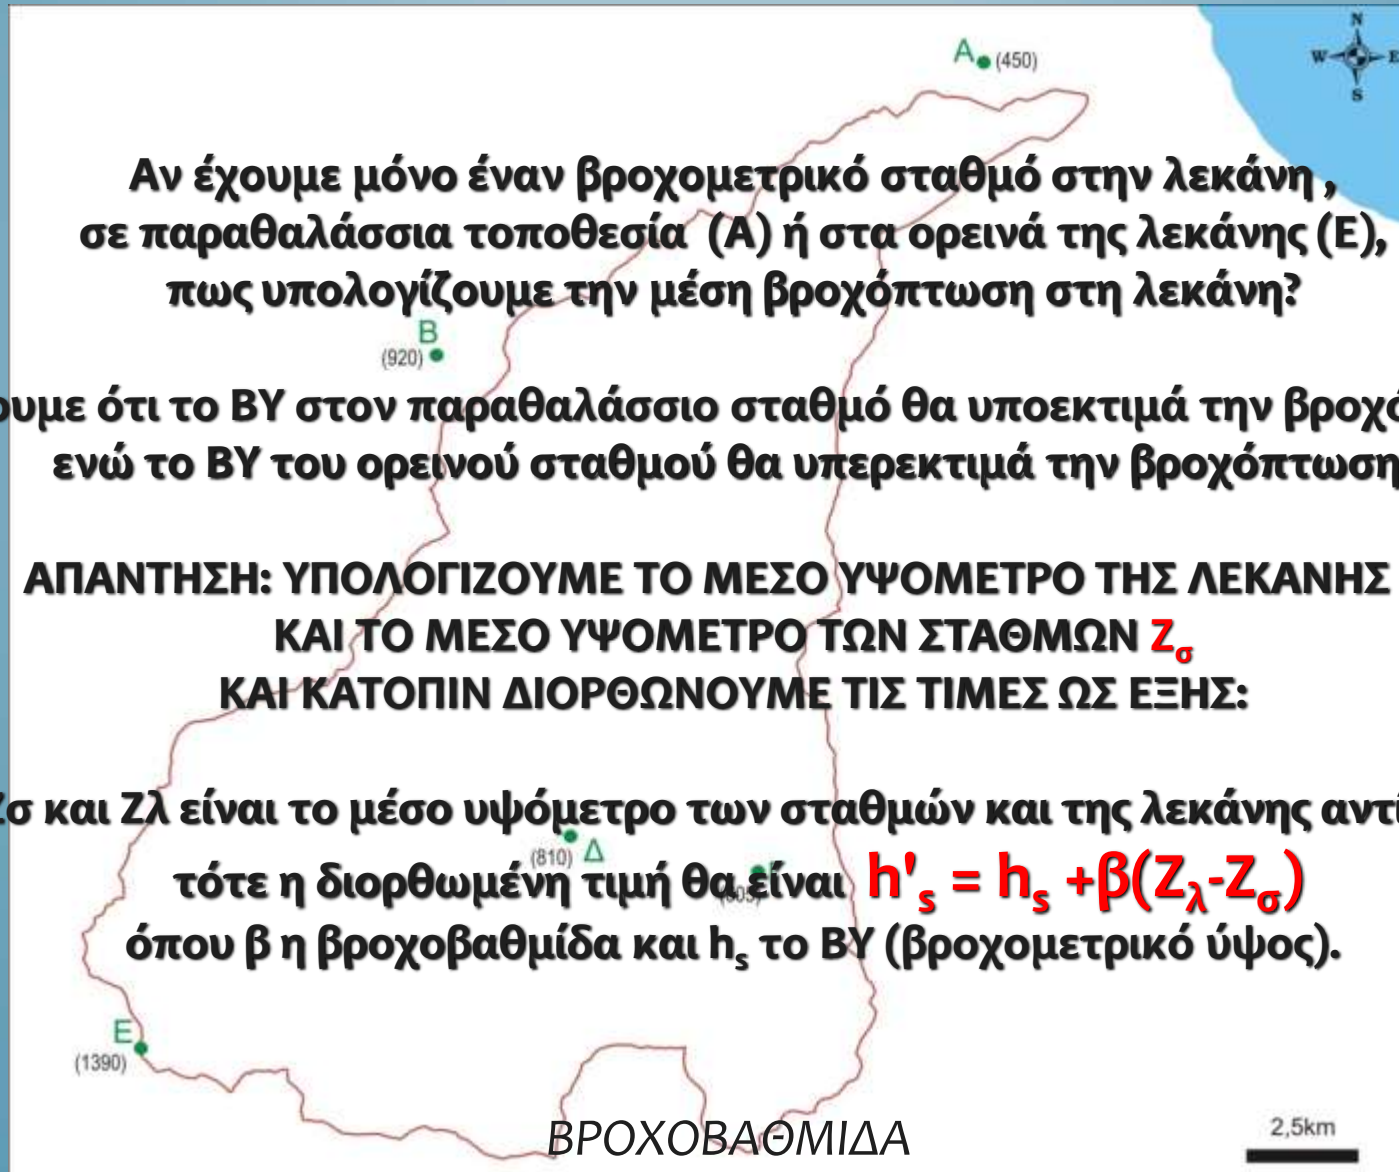 N
W E
S
A (450)
Αν έχουμε μόνο έναν βροχομετρικό σταθμό στην λεκάνη ,
σε παραθαλάσσια τοποθεσία (Α) ή στα ορεινά της λεκάνης (Ε),
πως υπολογίζουμε την μέση βροχόπτωση στη λεκάνη?
B
(920)
ότι το ΒΥ στον παραθαλάσσιο σταθμό θα υποεκτιμά την
ενώ το ΒΥ του ορεινού σταθμού θα υπερεκτιμά την βροχόπτωση
ΑΠΑΝΤΗΣΗ: ΥΠΟΛΟΓΙΖΟΥΜΕ ΤΟ ΜΕΣΟ ΥΨΟΜΕΤΡΟ ΤΗΣ ΛΕΚΑΝΗΣ
ΚΑΙ ΤΟ ΜΕΣΟ ΥΨΟΜΕΤΡΟ ΤΩΝ ΣΤΑΘΜΩΝ Zσ
ΚΑΙ ΚΑΤΟΠΙΝ ΔΙΟΡΘΩΝΟΥΜΕ ΤΙΣ ΤΙΜΕΣ ΩΣ ΕΞΗΣ:
Zσ και Zλ είναι το μέσο υψόμετρο των σταθμών και της λεκάνης
(810) Δ
τότε η διορθωμένη τιμή θα είναι h's = hs +β(Zλ-Zσ)
όπου β η βροχοβαθμίδα και hs το ΒΥ (βροχομετρικό ύψος).
E
(1390)
ΒΡΟΧΟΒΑΘΜΙΔΑ
2,5km